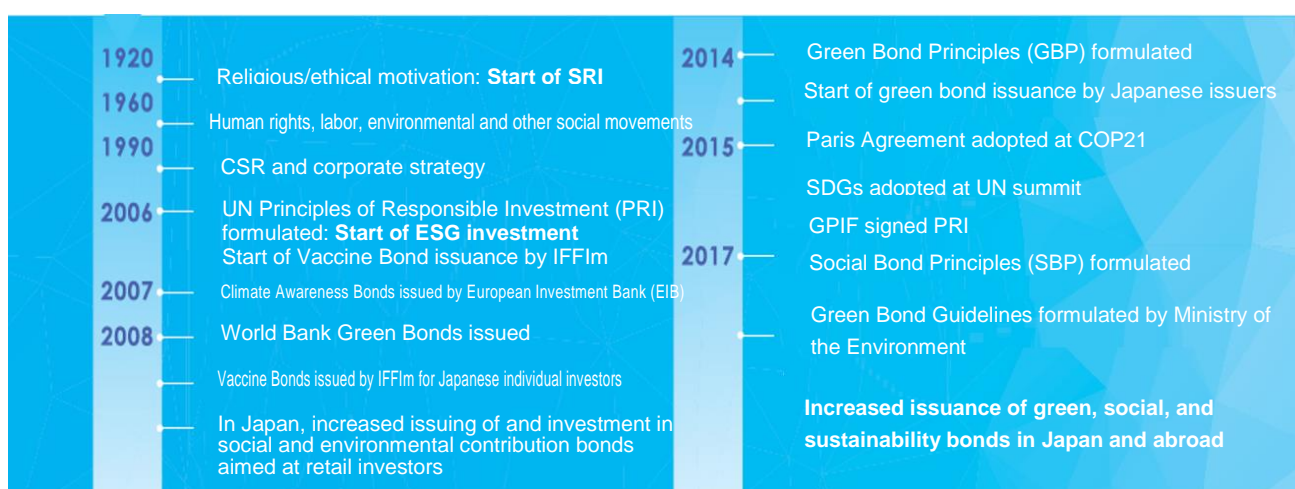 1920
Religious/ethical motivation: Start of SRI
1960
Human rights, labor, environmental and other social movements
1990
CSR and corporate strategy
2006
UN Principles of Responsible Investment (PRI)
formulated: Start of ESG investment
Start of Vaccine Bond issuance by IFFIm
2007
Climate Awareness Bonds issued by European Investment Bank (EIB)
2008
World Bank Green Bonds issued
Vaccine Bonds issued by IFFIm for Japanese individual investors
In Japan, increased issuing of and investment in
social and environmental contribution bonds
aimed at retail investors
2014
Green Bond Principles (GBP) formulated
Start of green bond issuance by Japanese issuers
2015
Paris Agreement adopted at COP21
SDGs adopted at UN summit
GPIF signed PRI
2017
Social Bond Principles (SBP) formulated
Green Bond Guidelines formulated by Ministry of
the Environment
Increased issuance of green, social, and
sustainability bonds in Japan and abroad